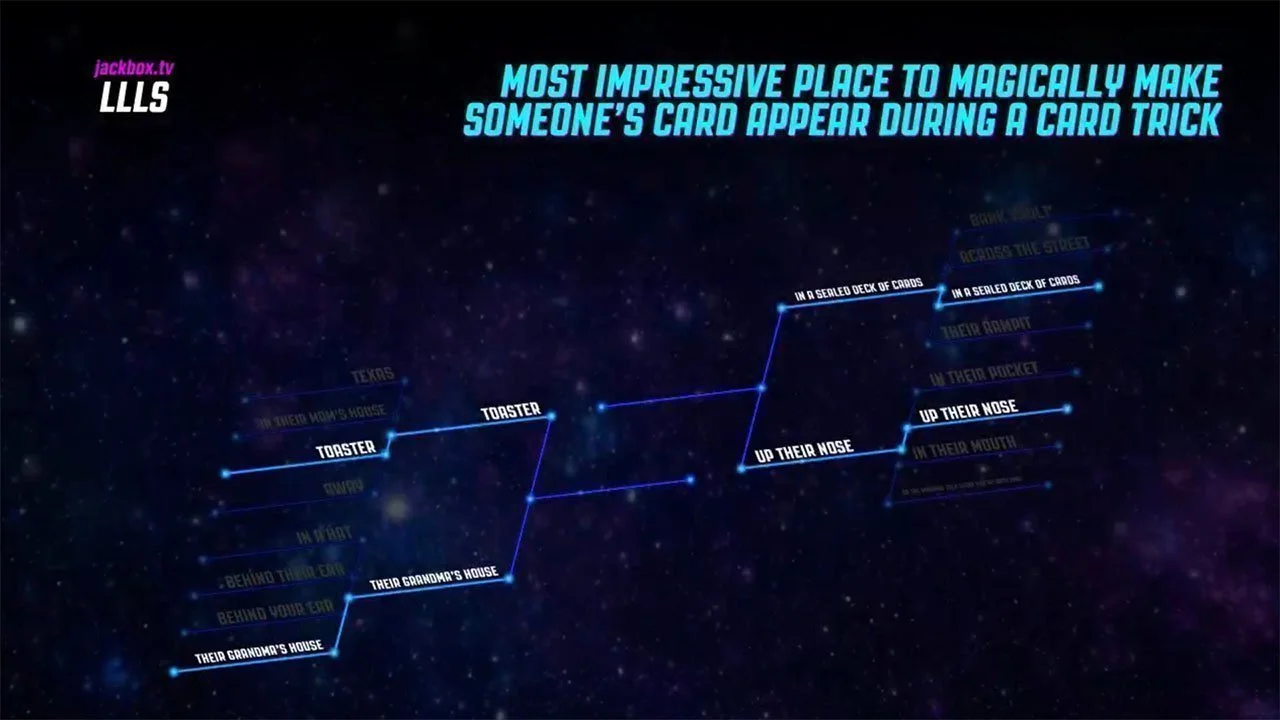 jackbox.tv
LLLS
MOST IMPRESSIVE PLACE TO MAGICALLY MAKE
SOMEONE'S CARD APPEAR DURING A CARD TRICK
TEXAS
IN THEIR MOM'S HOUSE
TOASTER
AWAY
IN A HAT
BEHIND THEIR EAR
BEHIND YOUR EAR
THEIR GRANDMA'S HOUSE
TOASTER
THEIR GRANDMA'S HOUSE
IN A SEALED DECK OF CARDS
UP THEIR NOSE
BANK VAULT
ACROSS THE STREET
IN A SEALED DECK OF CARDS
THEIR ARMPIT
IN THEIR POCKET
UP THEIR NOSE
IN THEIR MOUTH